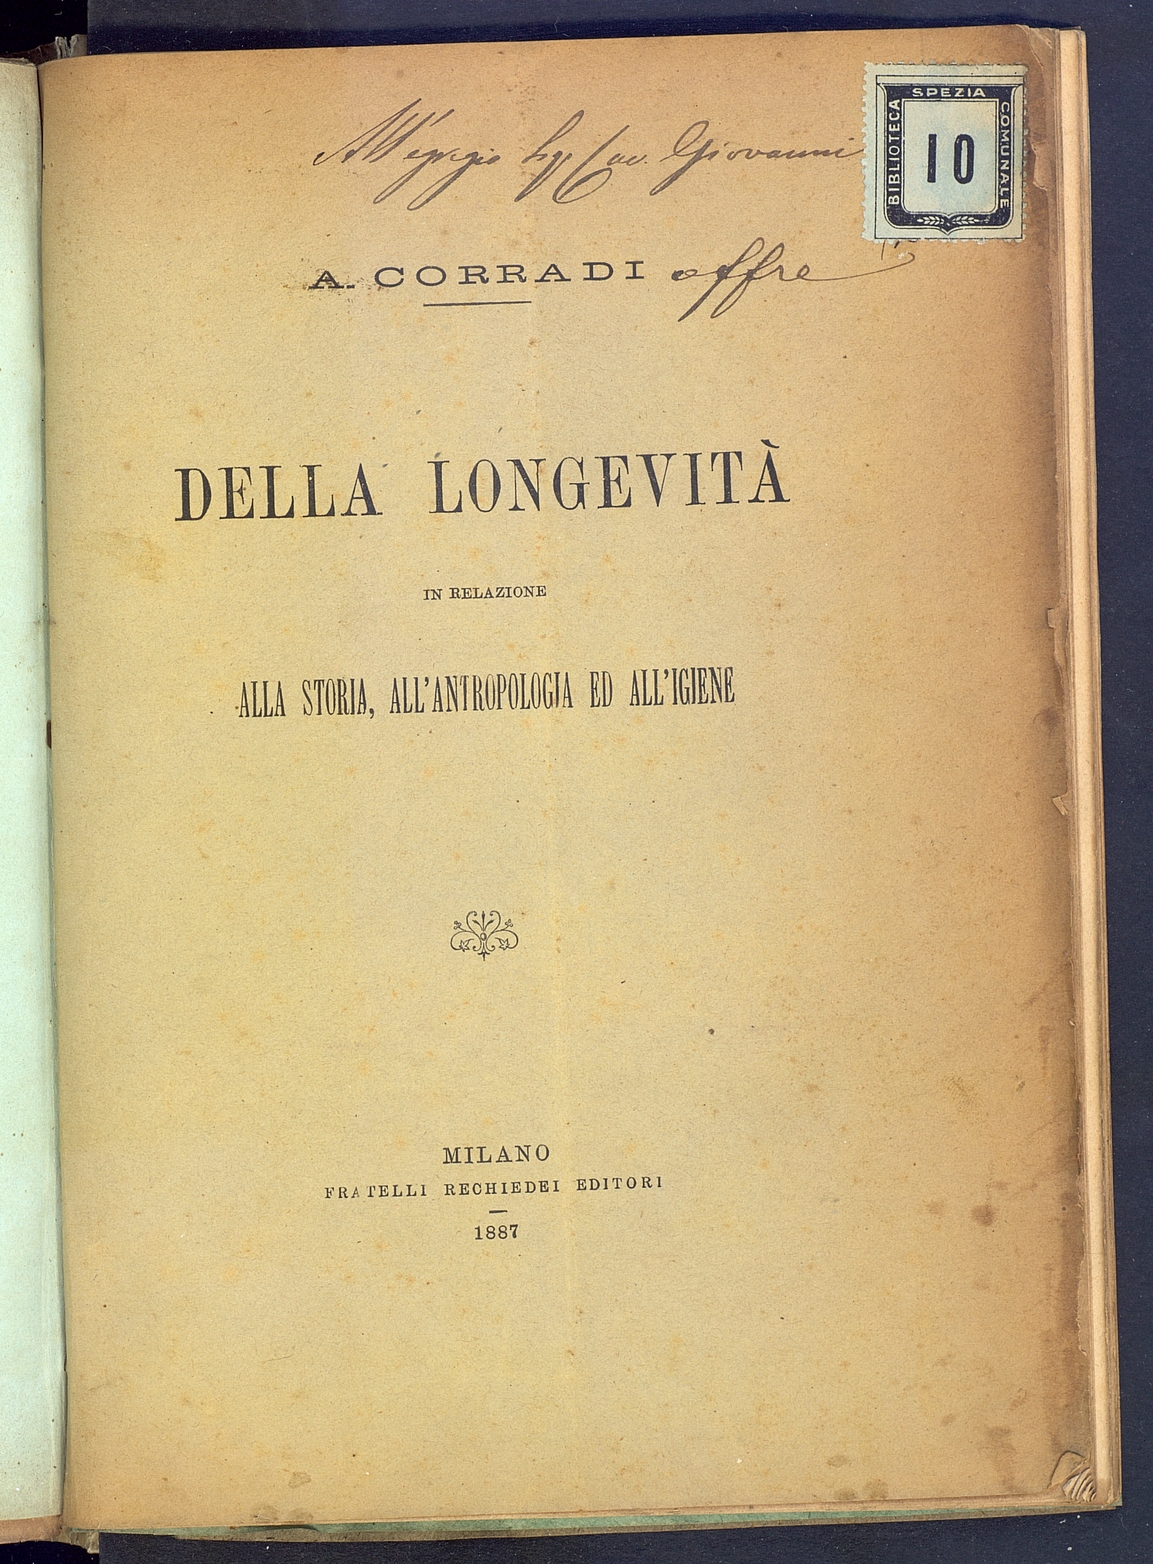 All'egregio Sig. Cav. Giovanni
BIBLIOTECA SPEZIA COMUNALE
10
A. CORRADI offre
DELLA LONGEVITÀ
IN RELAZIONE
ALLA STORIA, ALL'ANTROPOLOGIA ED ALL'IGIENE
MILANO
FRATELLI RECHIEDEI EDITORI
1887